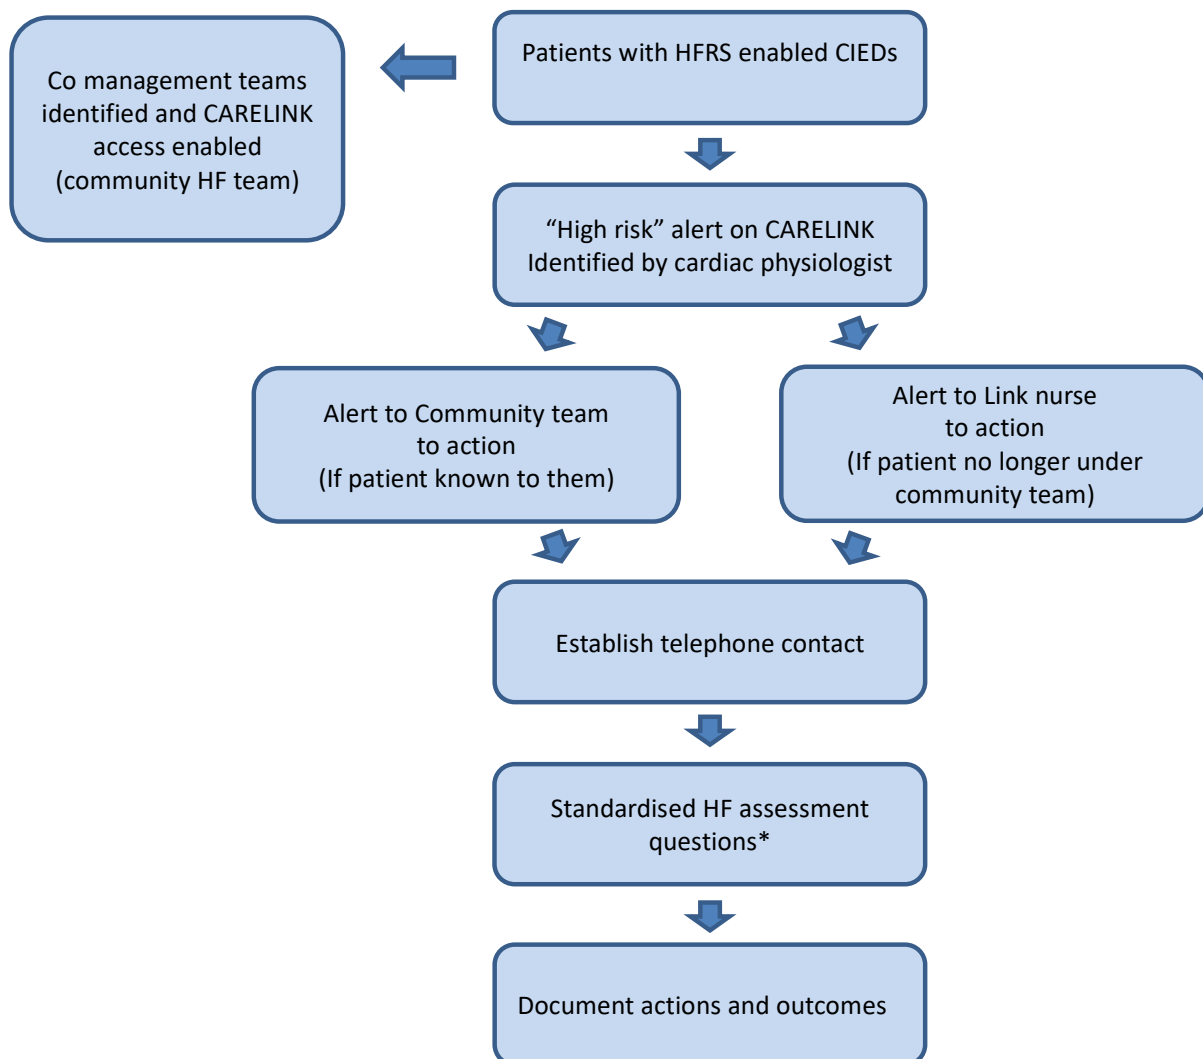 Co management teams
identified and CARELINK
access enabled
(community HF team)
Patients with HFRS enabled CIEDs
“High risk” alert on CARELINK
Identified by cardiac physiologist
Alert to Community team
to action
(If patient known to them)
Alert to Link nurse
to action
(If patient no longer under
community team)
Establish telephone contact
Standardised HF assessment
questions*
Document actions and outcomes